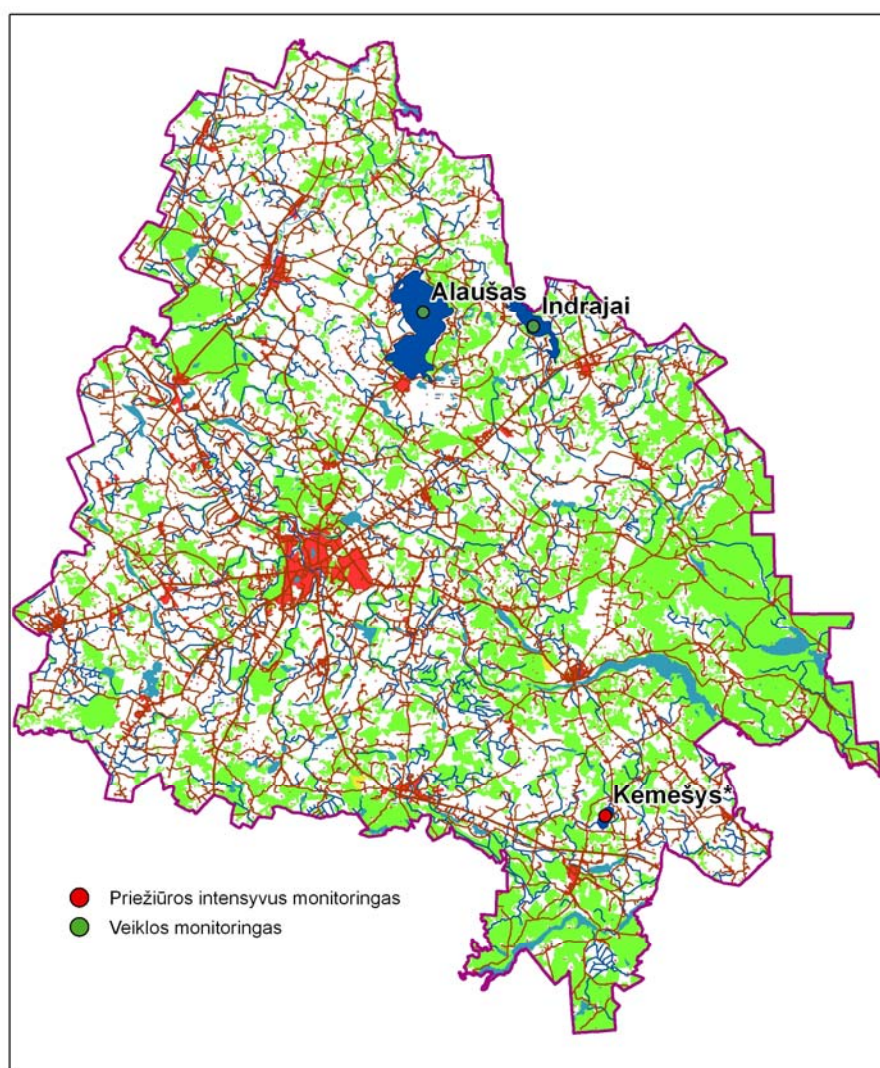 Alaušas
Indrajai
Kemešys*
Priežiūros intensyvus monitoringas
Veiklos monitoringas